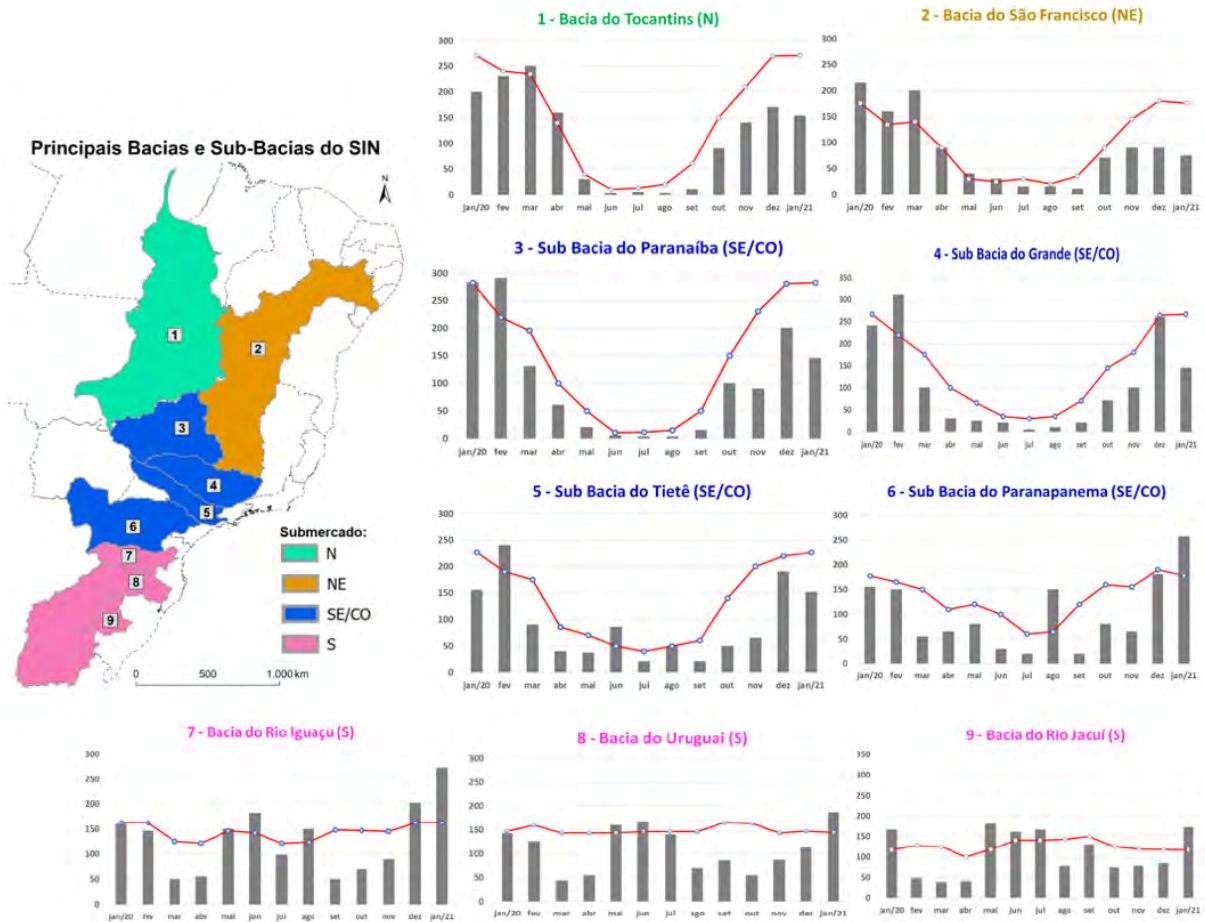 1 - Bacia do Tocantins (N)
300
250
200
150
100
50
0
jan/20 fev mar abr mai jun jul ago set out nov dez jan/21
2 - Bacia do São Francisco (NE)
300
250
200
150
100
50
0
jan/20 fev mar abr mai jun jul ago set out nov dez jan/21
Principais Bacias e Sub-Bacias do SIN
N
1
2
3
4
5
6
7
8
9
Submercado:
N
NE
SE/CO
S
0 500 1.000 km
3 - Sub Bacia do Paranaíba (SE/CO)
300
250
200
150
100
50
0
jan/20 fev mar abr mai jun jul ago set out nov dez jan/21
4 - Sub Bacia do Grande (SE/CO)
350
300
250
200
150
100
50
0
jan/20 fev mar abr mai jun jul ago set out nov dez jan/21
5 - Sub Bacia do Tietê (SE/CO)
300
250
200
150
100
50
0
jan/20 fev mar abr mai jun jul ago set out nov dez jan/21
6 - Sub Bacia do Paranapanema (SE/CO)
300
250
200
150
100
50
0
jan/20 fev mar abr mai jun jul ago set out nov dez jan/21
7 - Bacia do Rio Iguaçu (S)
300
250
200
150
100
50
0
jan/20 fev mar abr mai jun jul ago set out nov dez jan/21
8 - Bacia do Uruguai (S)
300
250
200
150
100
50
0
jan/20 fev mar abr mai jun jul ago set out nov dez jan/21
9 - Bacia do Rio Jacuí (S)
350
300
250
200
150
100
50
0
jan/20 fev mar abr mai jun jul ago set out nov dez jan/21